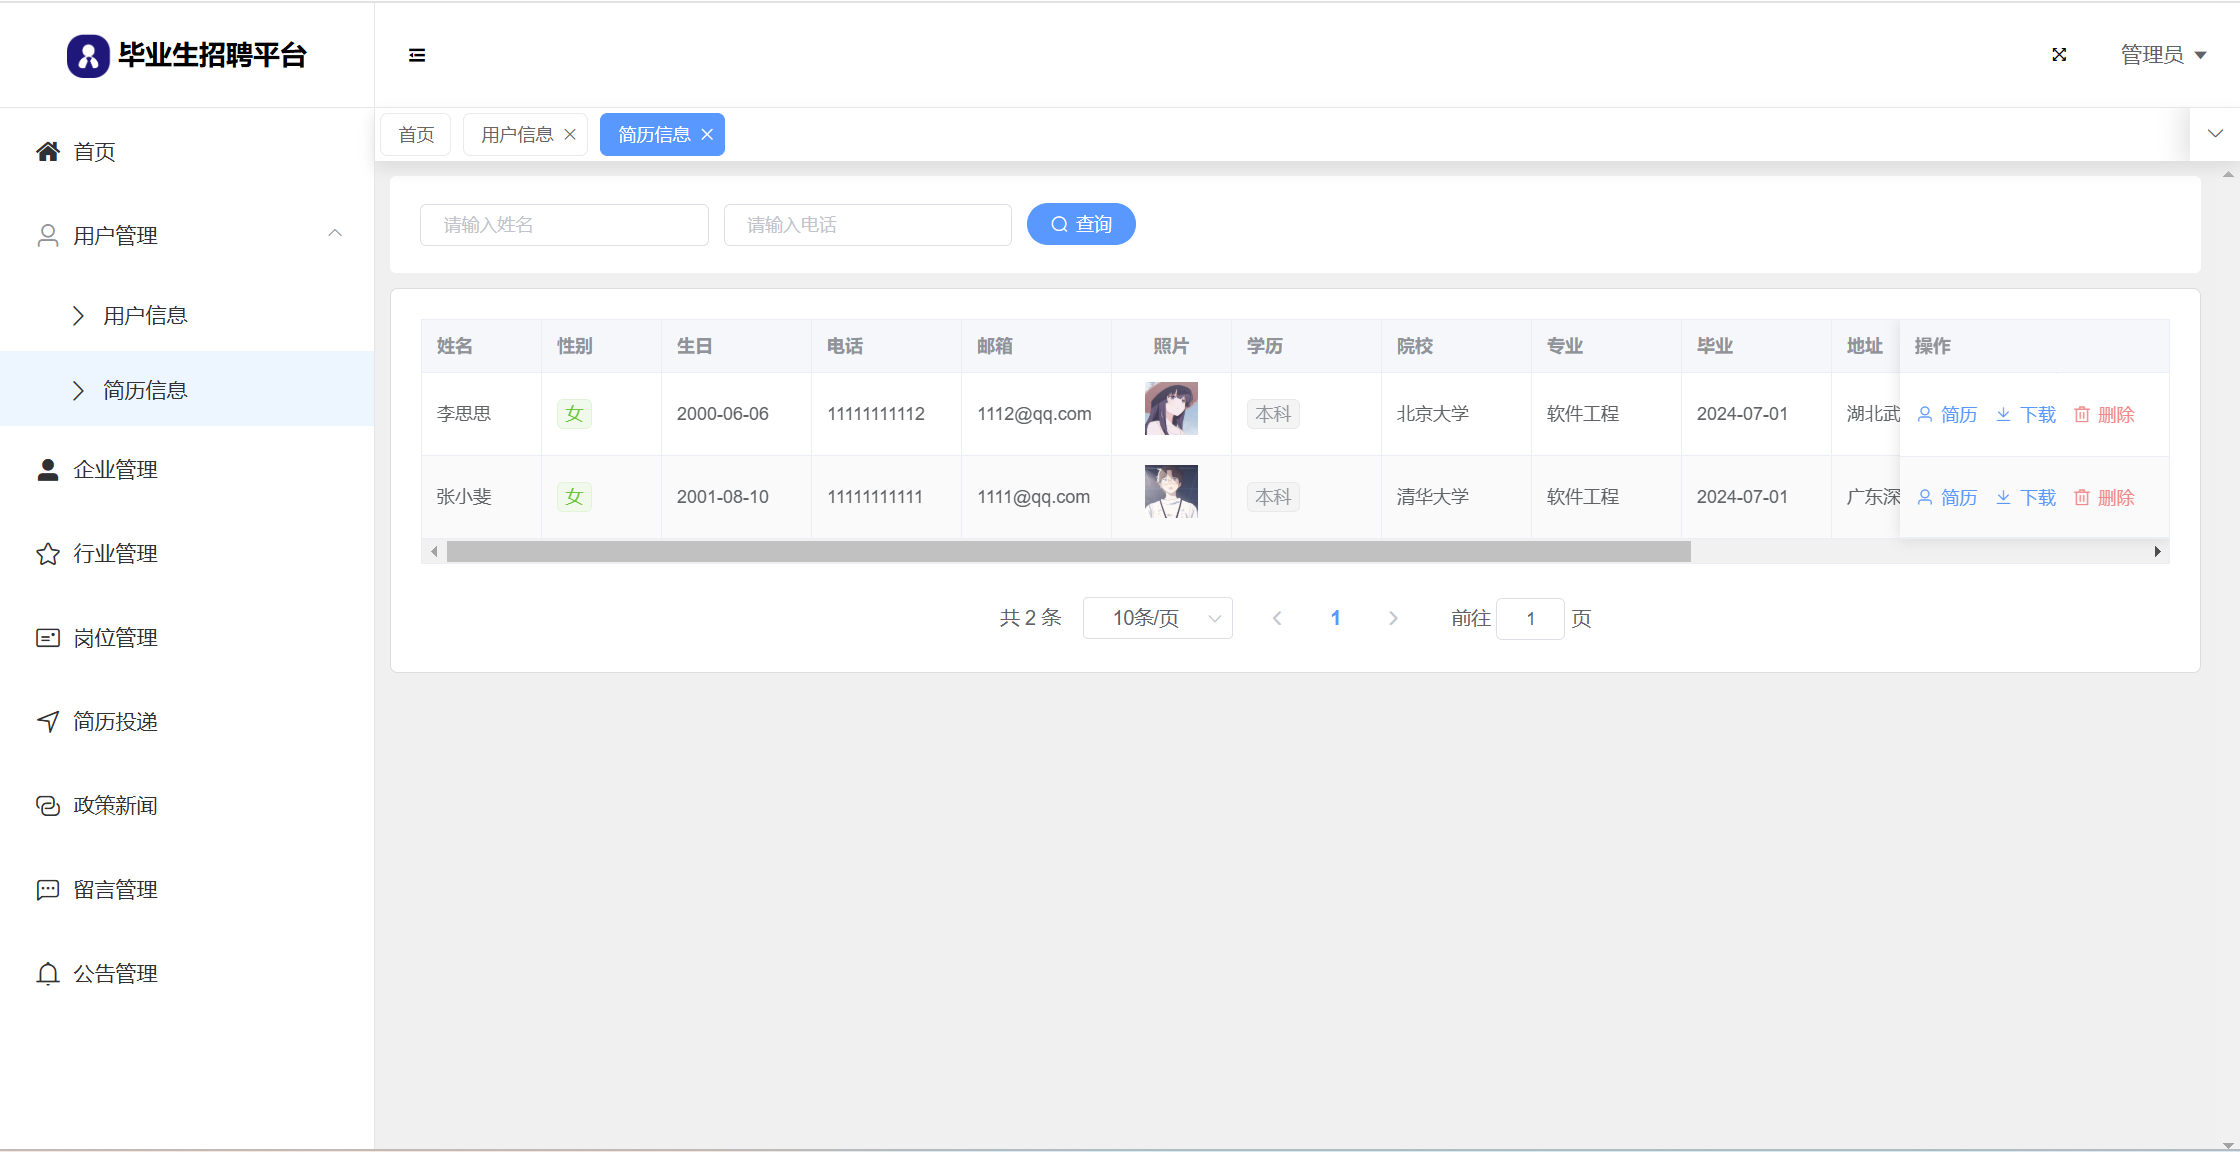 毕业生招聘平台
管理员
首页
用户管理
用户信息
简历信息
企业管理
行业管理
岗位管理
简历投递
政策新闻
留言管理
公告管理
首页 用户信息 简历信息
请输入姓名 请输入电话 查询
姓名 性别 生日 电话 邮箱 照片 学历 院校 专业 毕业 地址 操作
李思思 女 2000-06-06 11111111112 1112@qq.com 本科 北京大学 软件工程 2024-07-01 湖北武 简历 下载 删除
张小斐 女 2001-08-10 11111111111 1111@qq.com 本科 清华大学 软件工程 2024-07-01 广东深 简历 下载 删除
共 2 条 10条/页 1 前往 1 页